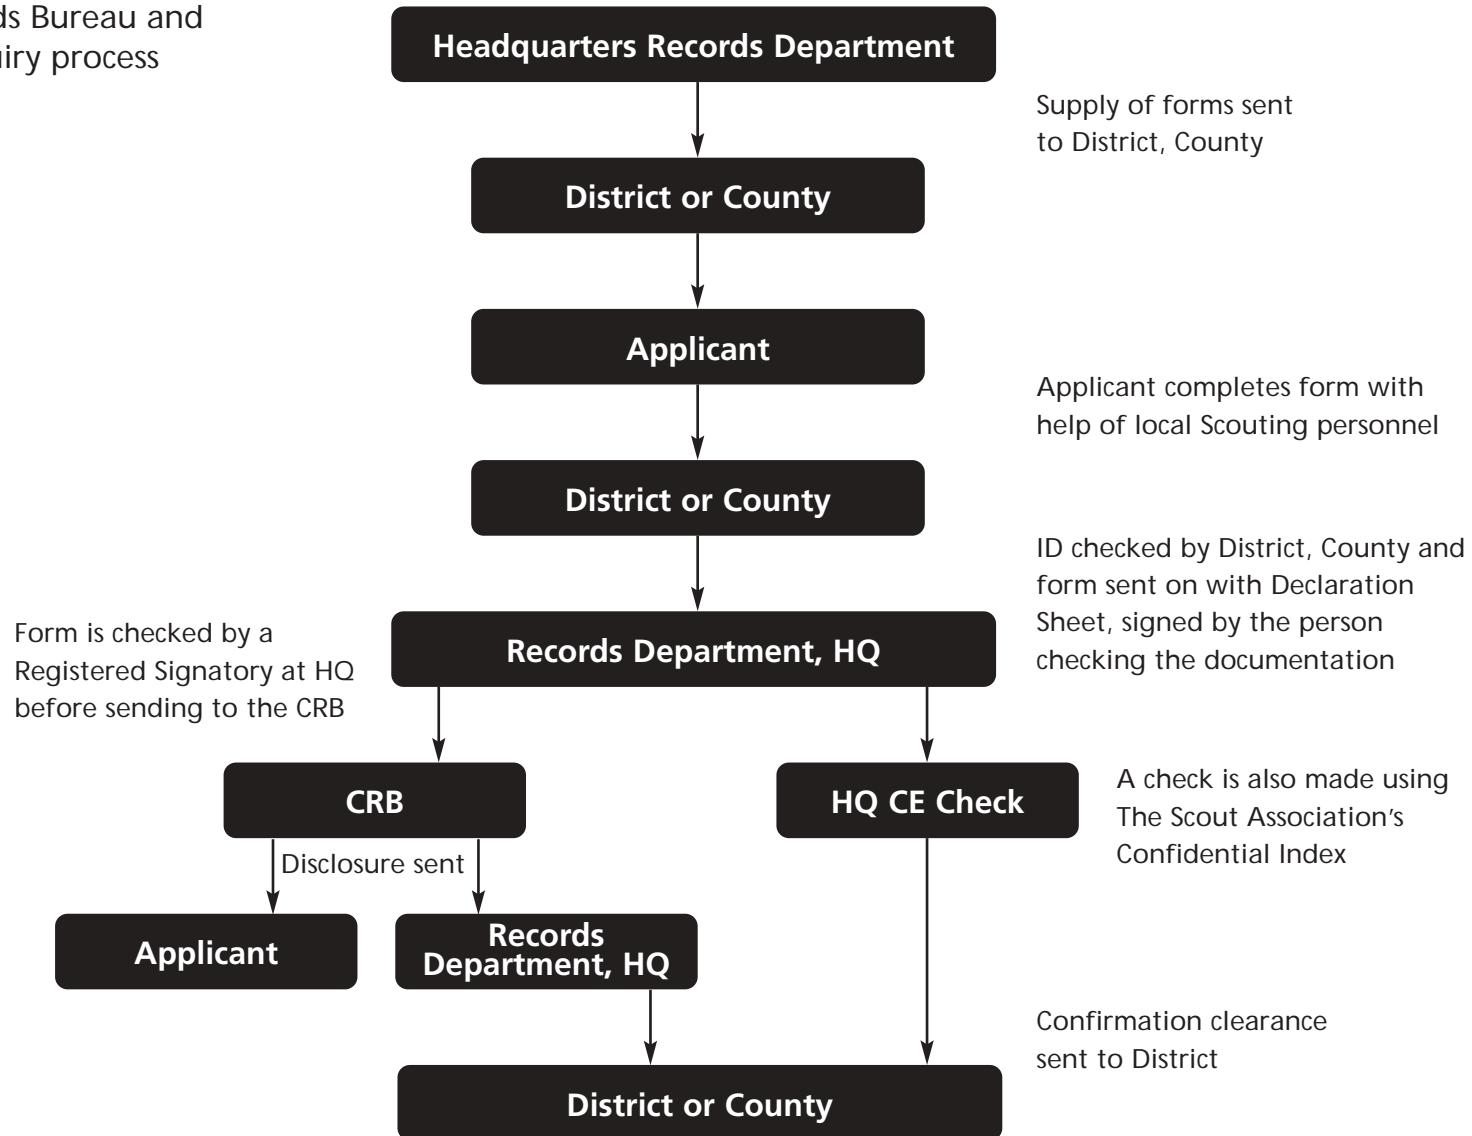 ds Bureau and
iry process
Headquarters Records Department
Supply of forms sent
to District, County
District or County
Applicant
Applicant completes form with
help of local Scouting personnel
District or County
ID checked by District, County and
form sent on with Declaration
Sheet, signed by the person
checking the documentation
Form is checked by a
Registered Signatory at HQ
before sending to the CRB
Records Department, HQ
CRB
HQ CE Check
A check is also made using
The Scout Association’s
Confidential Index
Disclosure sent
Applicant
Records
Department, HQ
Confirmation clearance
sent to District
District or County